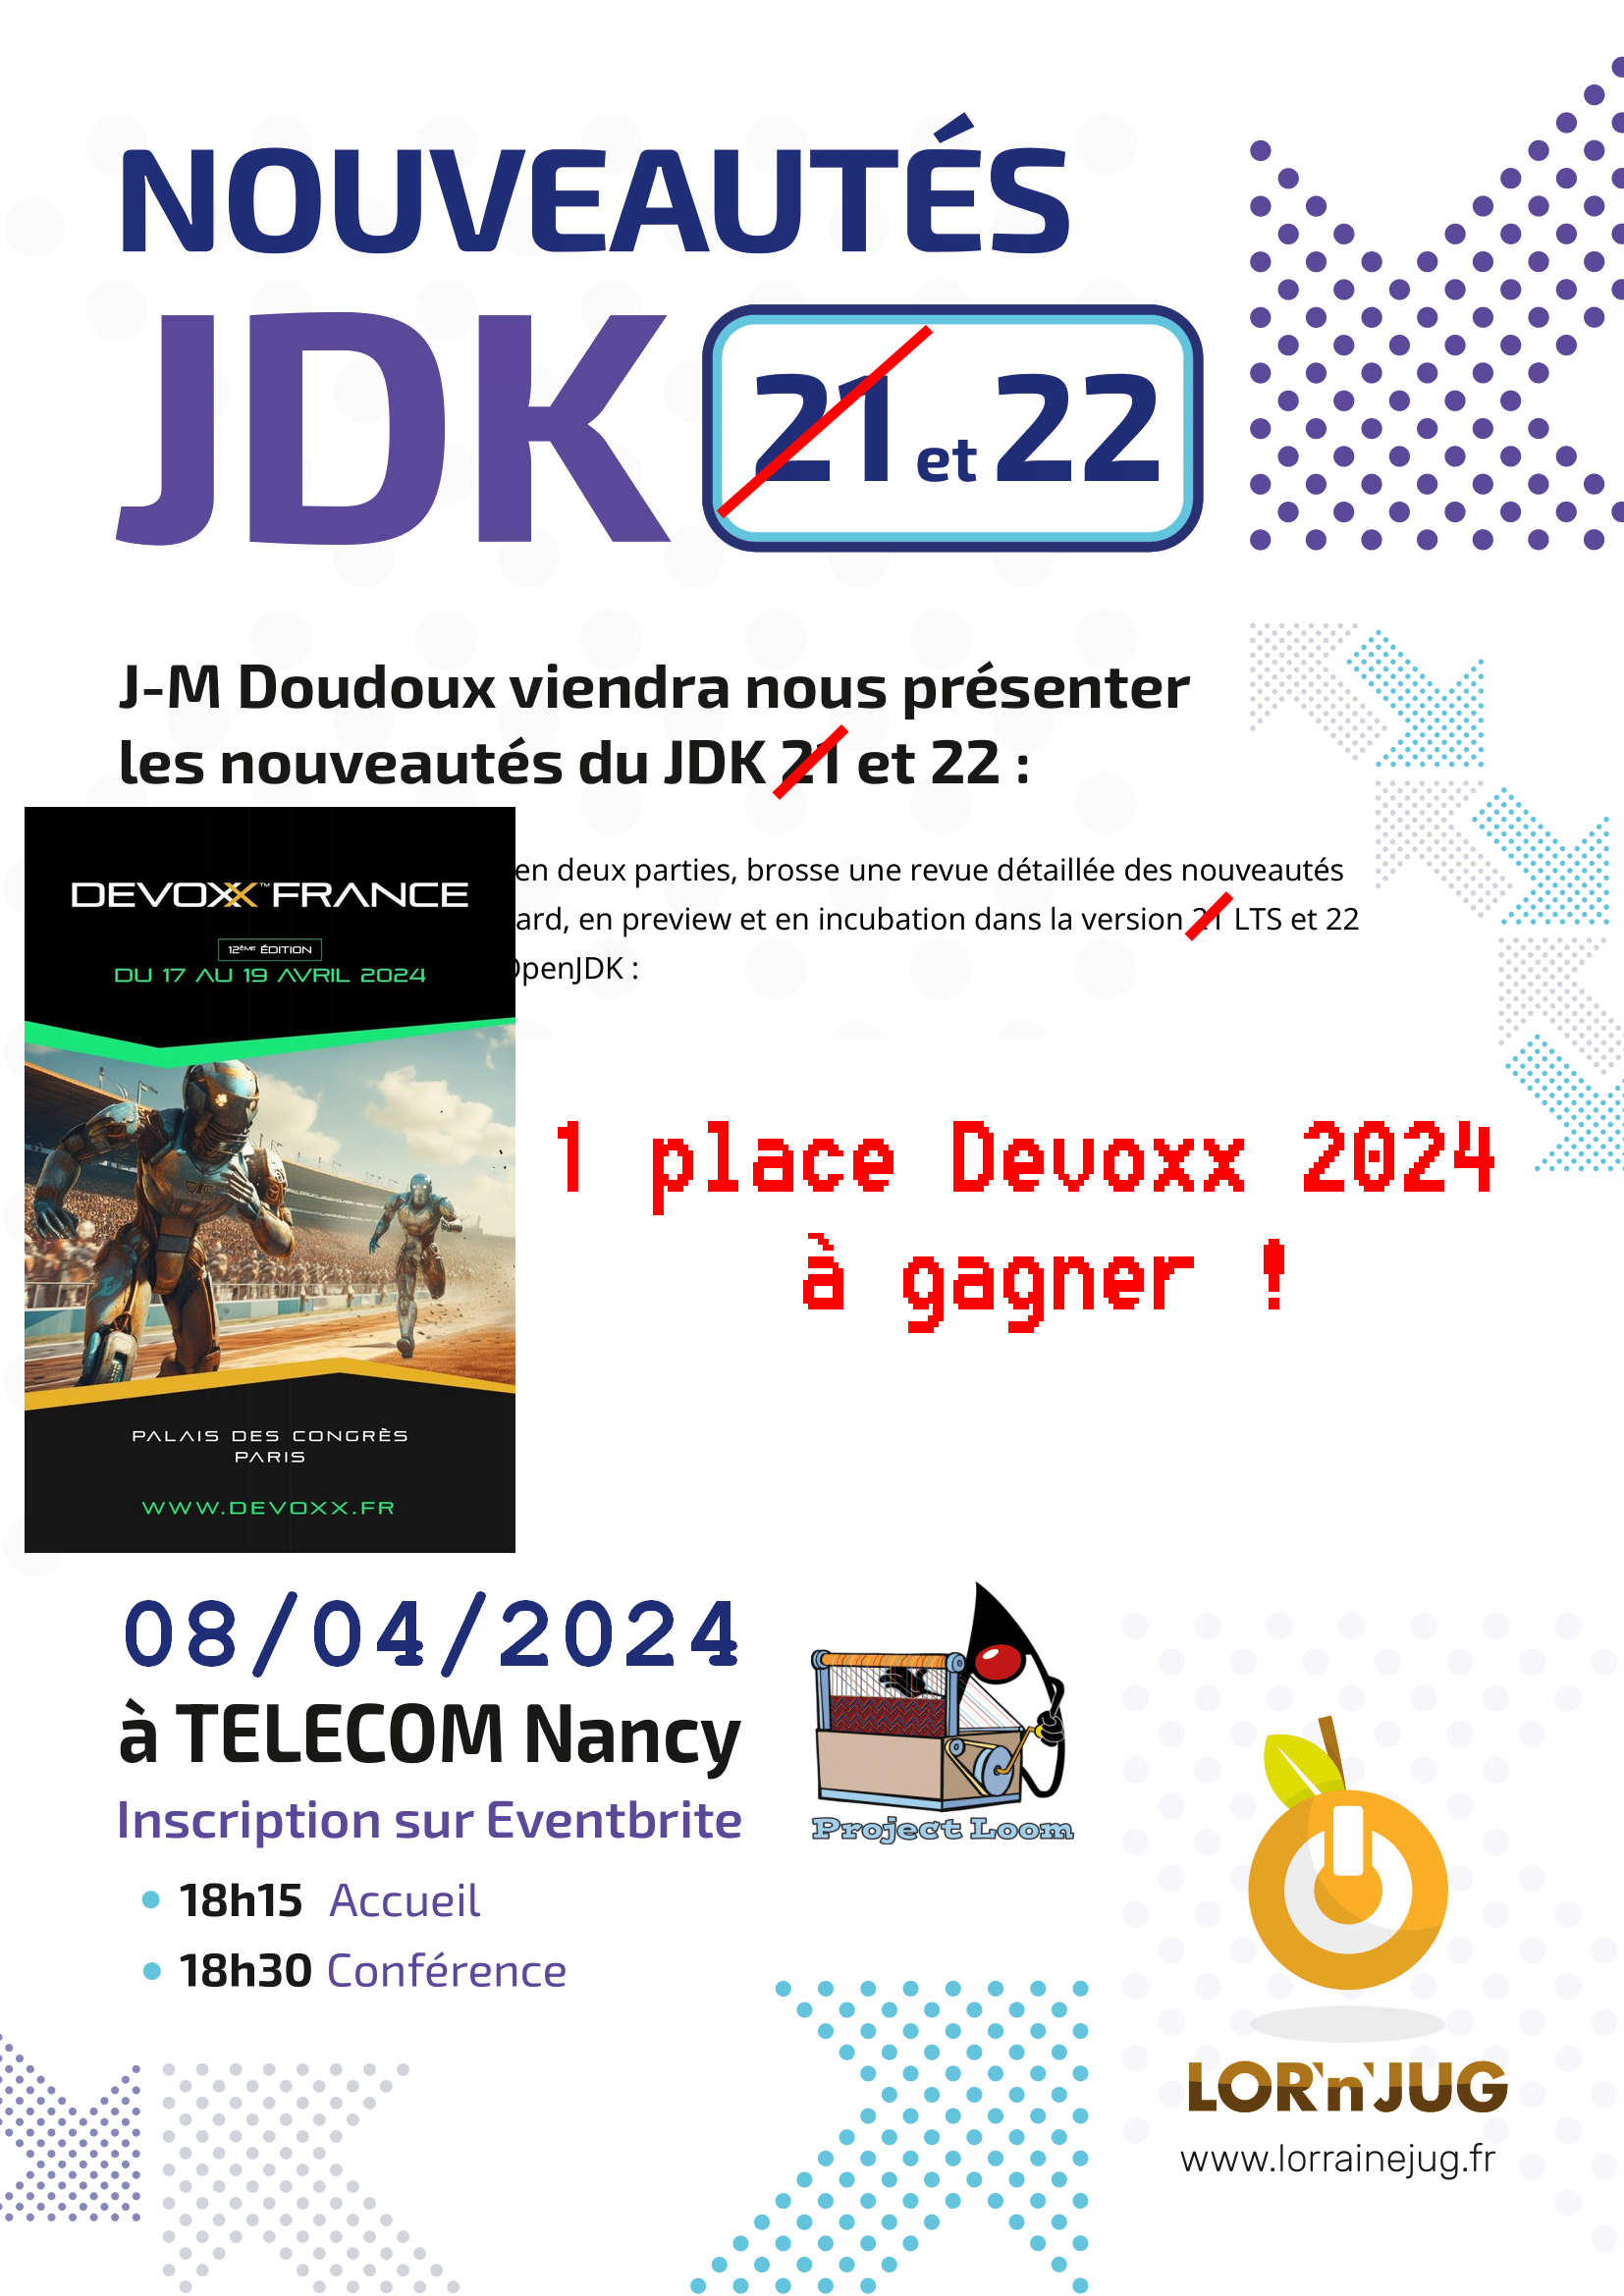 NOUVEAUTÉS
JDK 21 et 22
J-M Doudoux viendra nous présenter
les nouveautés du JDK 21 et 22 :
en deux parties, brosse une revue détaillée des nouveautés
ard, en preview et en incubation dans la version 21 LTS et 22
OpenJDK :
DEVOXX™ FRANCE
12ÈME ÉDITION
DU 17 AU 19 AVRIL 2024
PALAIS DES CONGRÈS
PARIS
WWW.DEVOXX.FR
1 place Devoxx 2024
à gagner !
08/04/2024
à TELECOM Nancy
Inscription sur Eventbrite
18h15 Accueil
18h30 Conférence
Project Loom
LOR'n'JUG
www.lorrainejug.fr